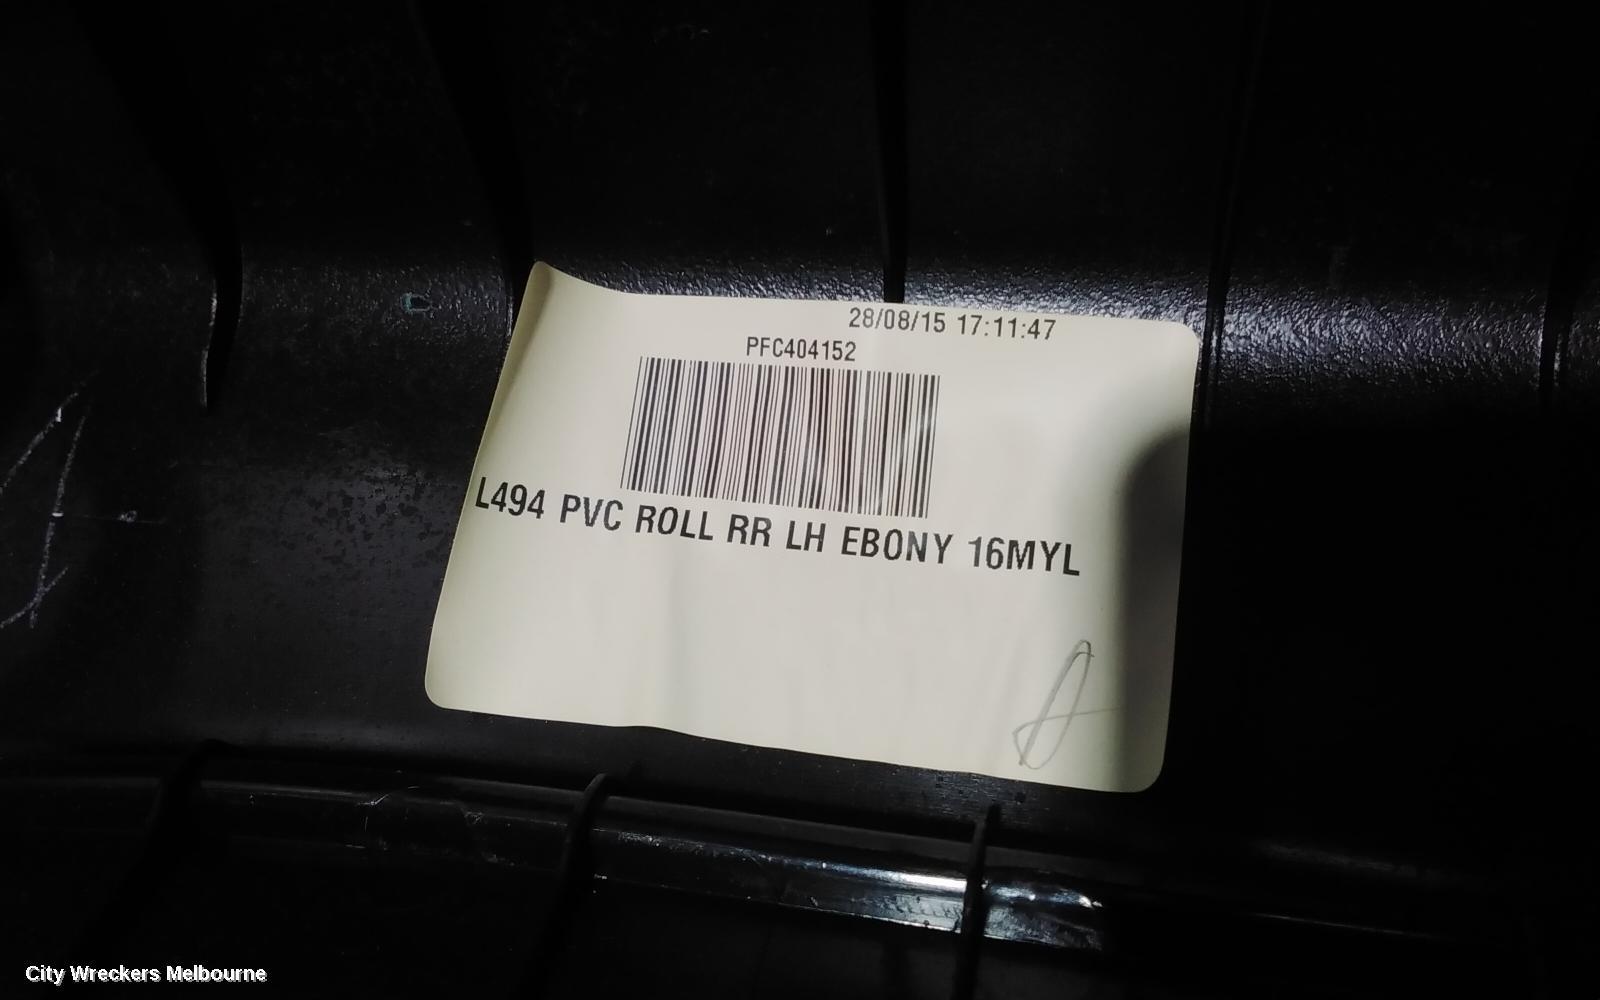 28/08/15 17:11:47
PFC404152
L494 PVC ROLL RR LH EBONY 16MYL
City Wreckers Melbourne